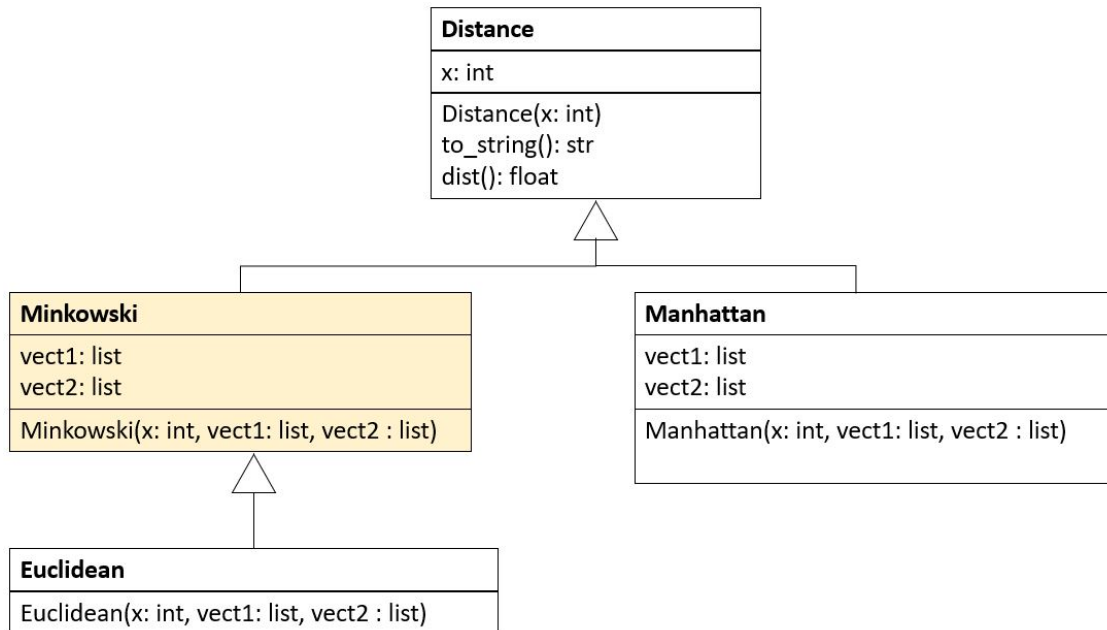 Distance
x: int
Distance(x: int)
to_string(): str
dist(): float
Minkowski
vect1: list
vect2: list
Minkowski(x: int, vect1: list, vect2 : list)
Manhattan
vect1: list
vect2: list
Manhattan(x: int, vect1: list, vect2 : list)
Euclidean
Euclidean(x: int, vect1: list, vect2 : list)